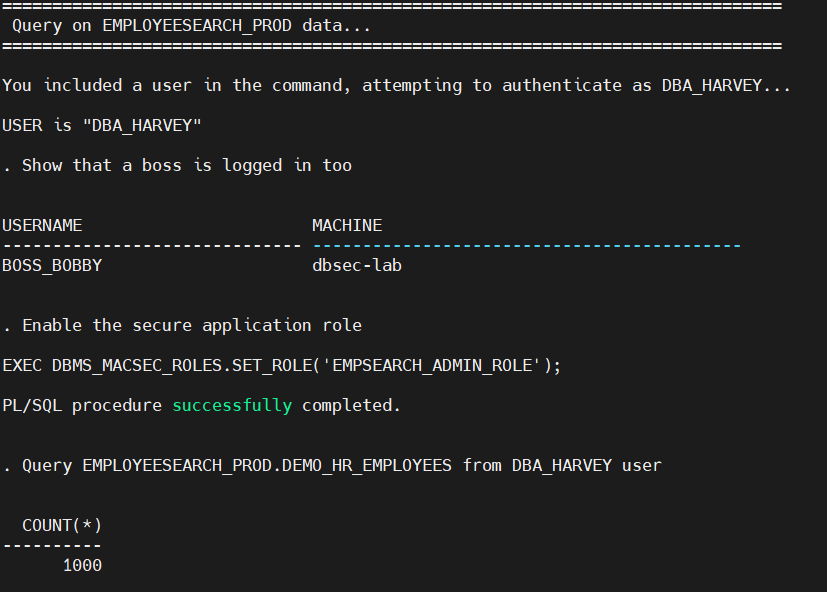 ================================================================================
Query on EMPLOYEESEARCH_PROD data...
================================================================================
You included a user in the command, attempting to authenticate as DBA_HARVEY...
USER is "DBA_HARVEY"
. Show that a boss is logged in too
USERNAME                       MACHINE
------------------------------ -------------------------------------------
BOSS_BOBBY                     dbsec-lab
. Enable the secure application role
EXEC DBMS_MACSEC_ROLES.SET_ROLE('EMPSEARCH_ADMIN_ROLE');
PL/SQL procedure successfully completed.
. Query EMPLOYEESEARCH_PROD.DEMO_HR_EMPLOYEES from DBA_HARVEY user
  COUNT(*)
----------
      1000